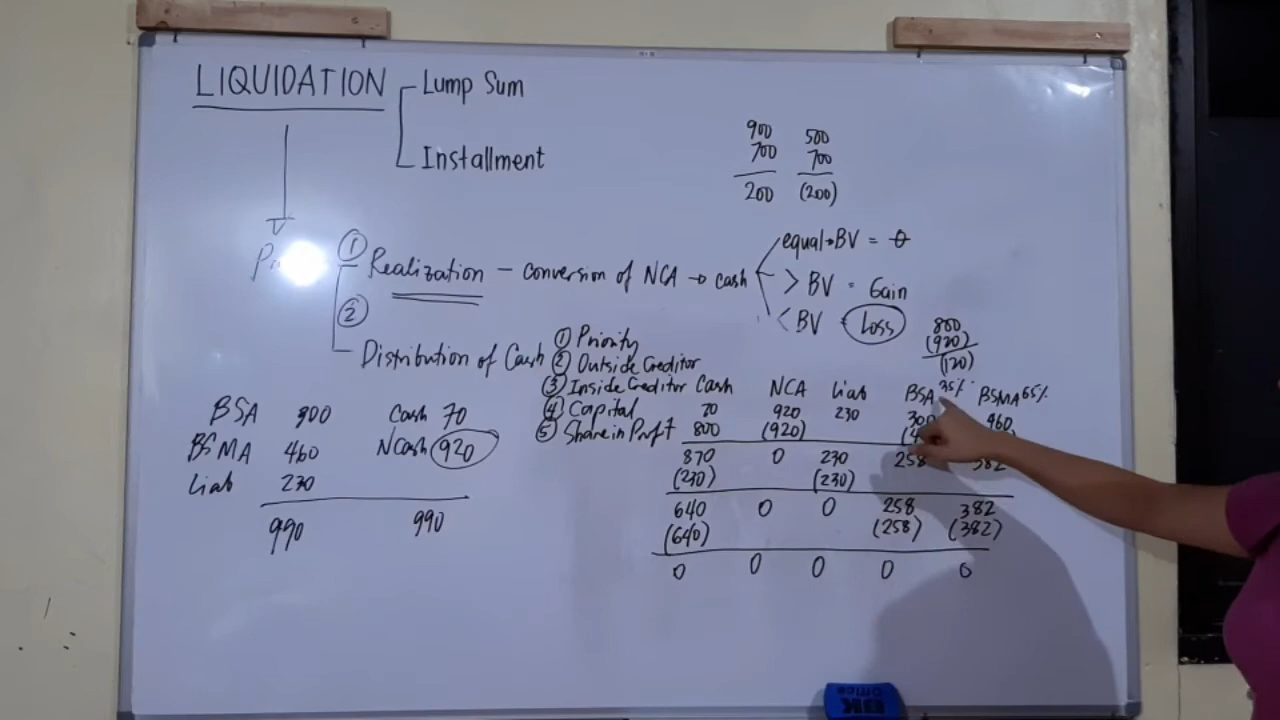 LIQUIDATION
Lump Sum
Installment
900 500
700 700
200 (200)
① Realization - conversion of NCA → cash
equal → BV = 0
> BV = Gain
< BV = Loss
②
Distribution of Cash
① Priority
② Outside Creditor
③ Inside Creditor
④ Capital
⑤ Share in Profit
800
(920)
(120)
BSA 300 Cash 70
BSMA 460 NCash 920
Liab 230
990 990
Cash NCA Liab BSA 35% BSMA 65%
70 920 230 300 460
800 (920)
870 0 230 258 382
(230) (230)
640 0 0 258 382
(640) (258) (382)
0 0 0 0 0
BK
Office